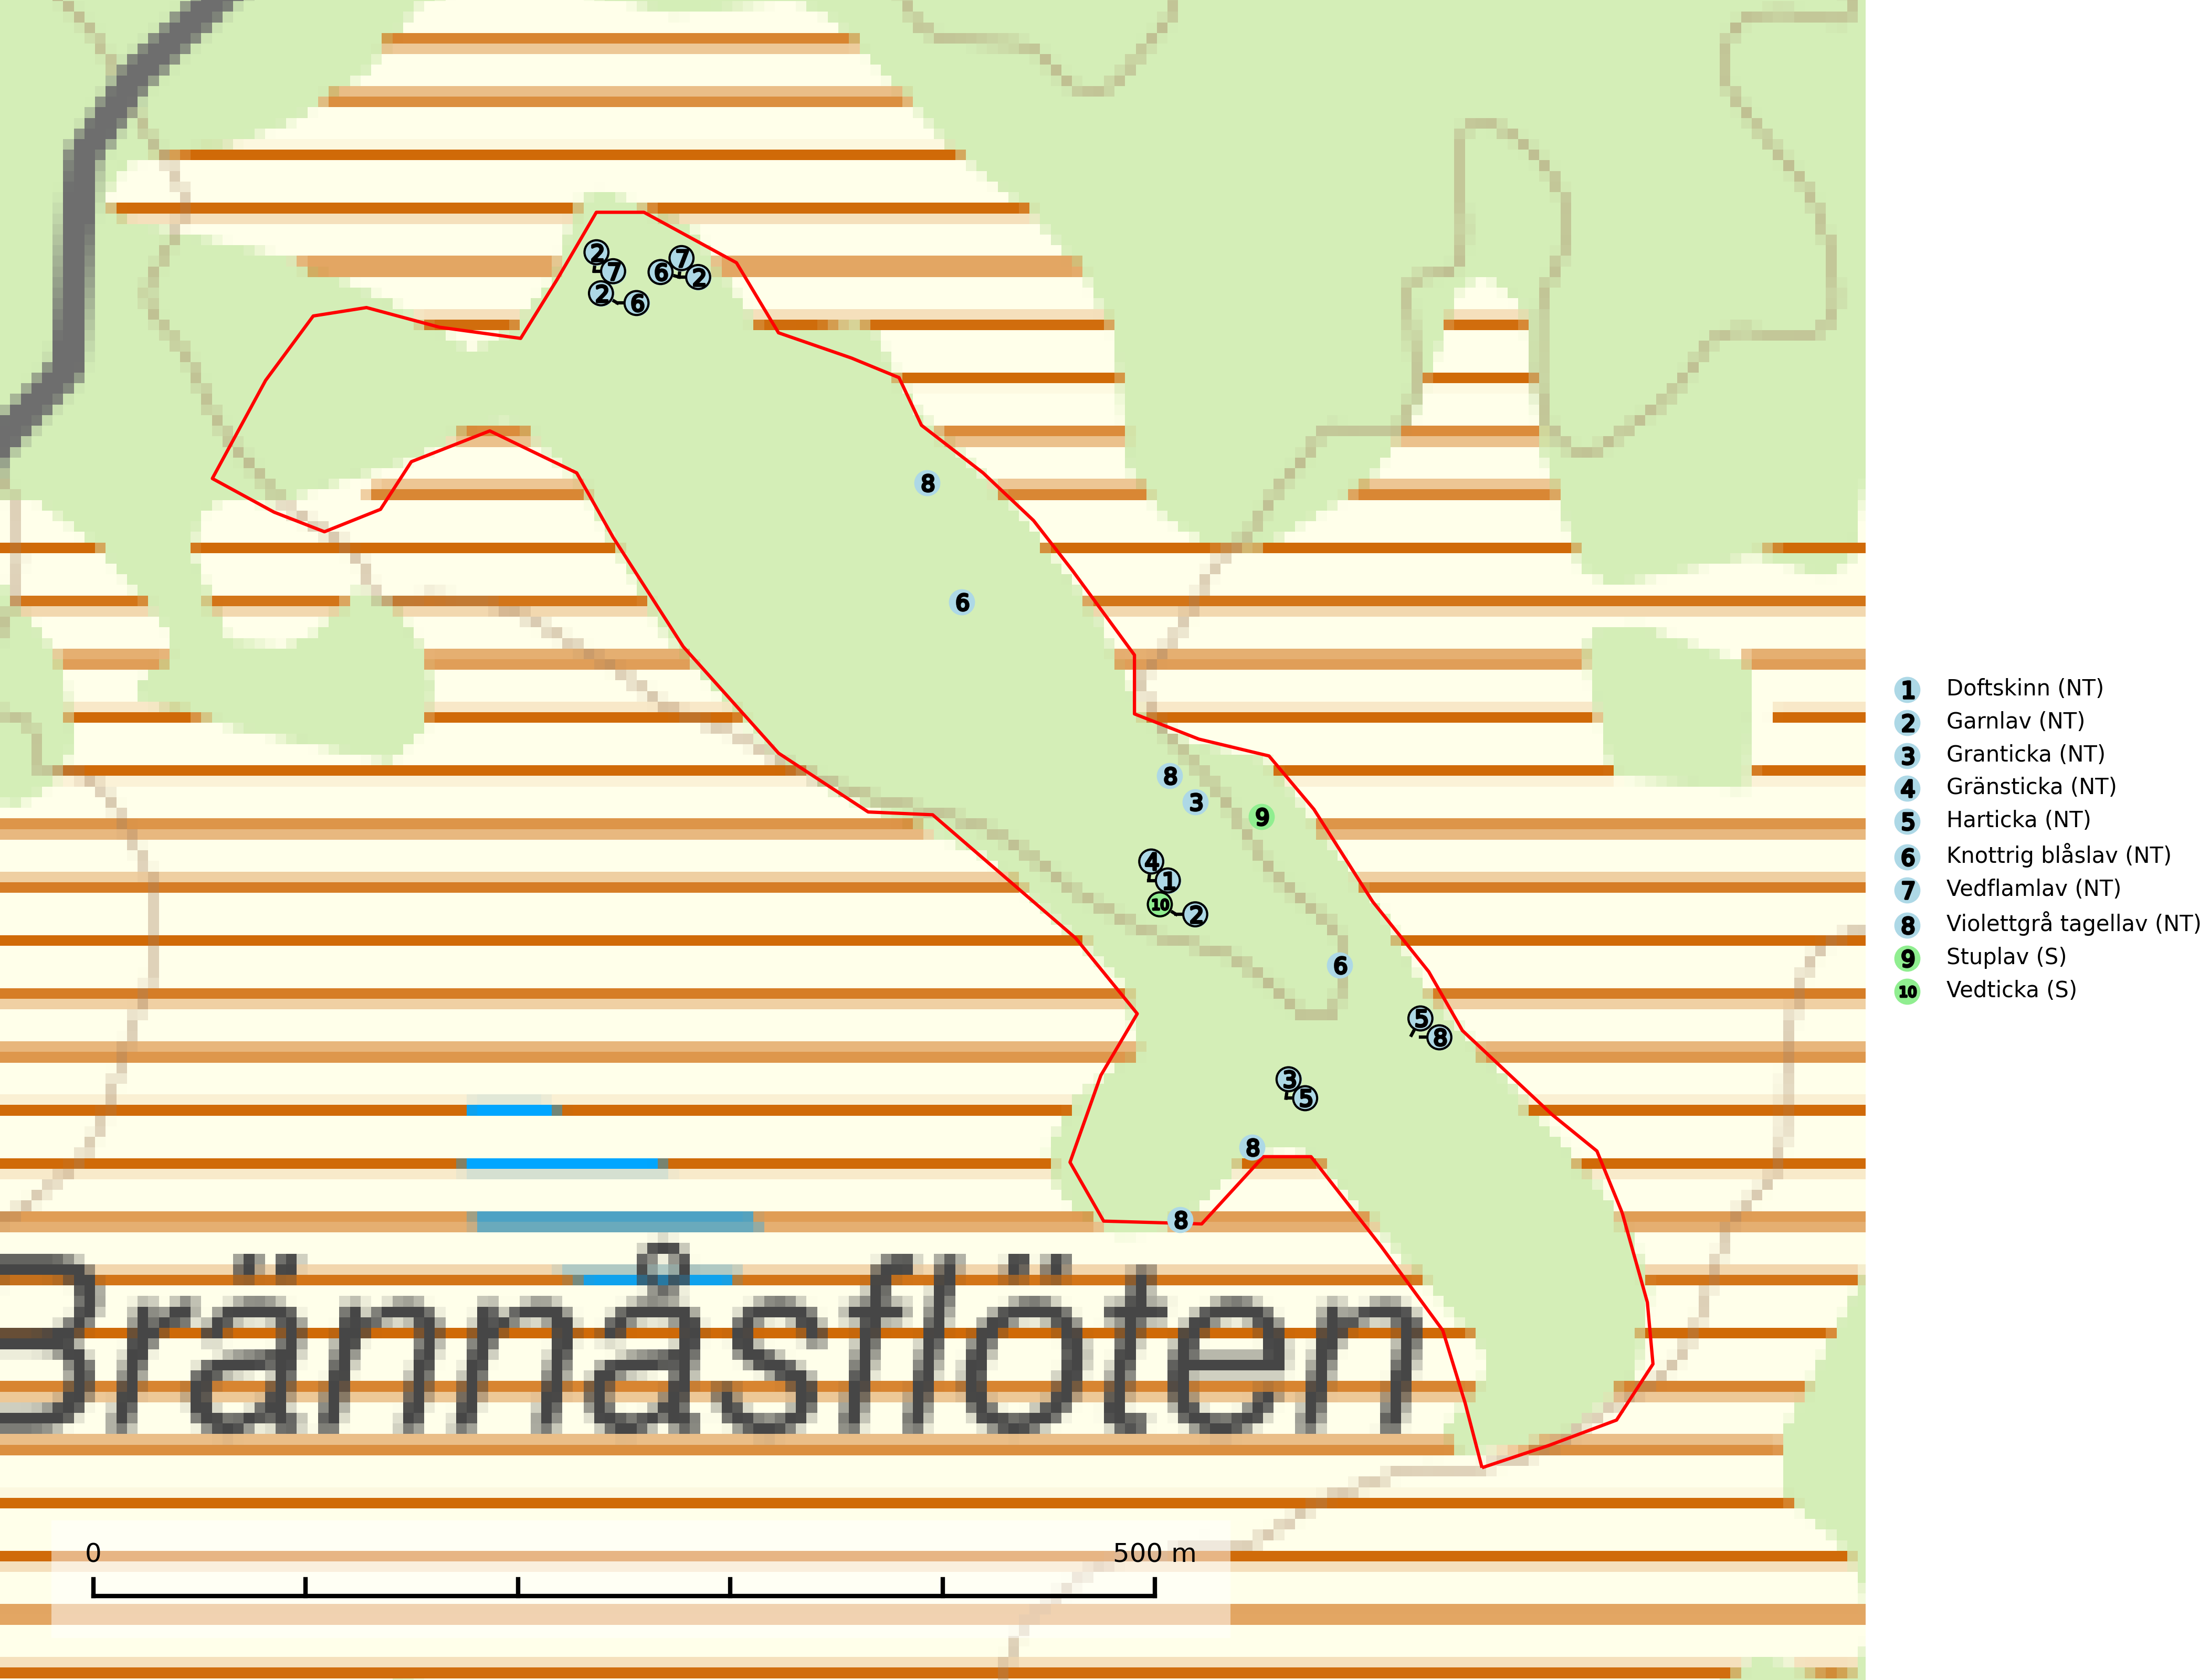 2
7
2
6
6
7
2
8
6
8
3
9
4
1
10
2
6
5
8
3
5
8
8
Brännåsflöten
0 500 m
1 Doftskinn (NT)
2 Garnlav (NT)
3 Granticka (NT)
4 Gränsticka (NT)
5 Harticka (NT)
6 Knottrig blåslav (NT)
7 Vedflamlav (NT)
8 Violettgrå tagellav (NT)
9 Stuplav (S)
10 Vedticka (S)